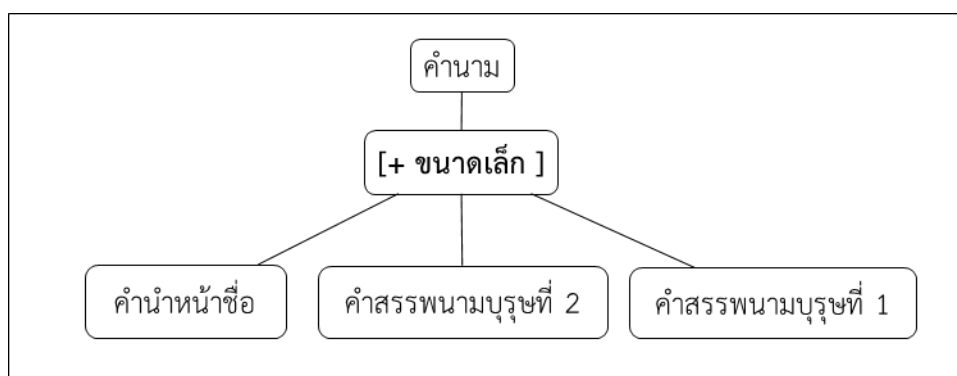 คำนาม
[+ ขนาดเล็ก ]
คำนำหน้าชื่อ
คำสรรพนามบุรุษที่ 2
คำสรรพนามบุรุษที่ 1